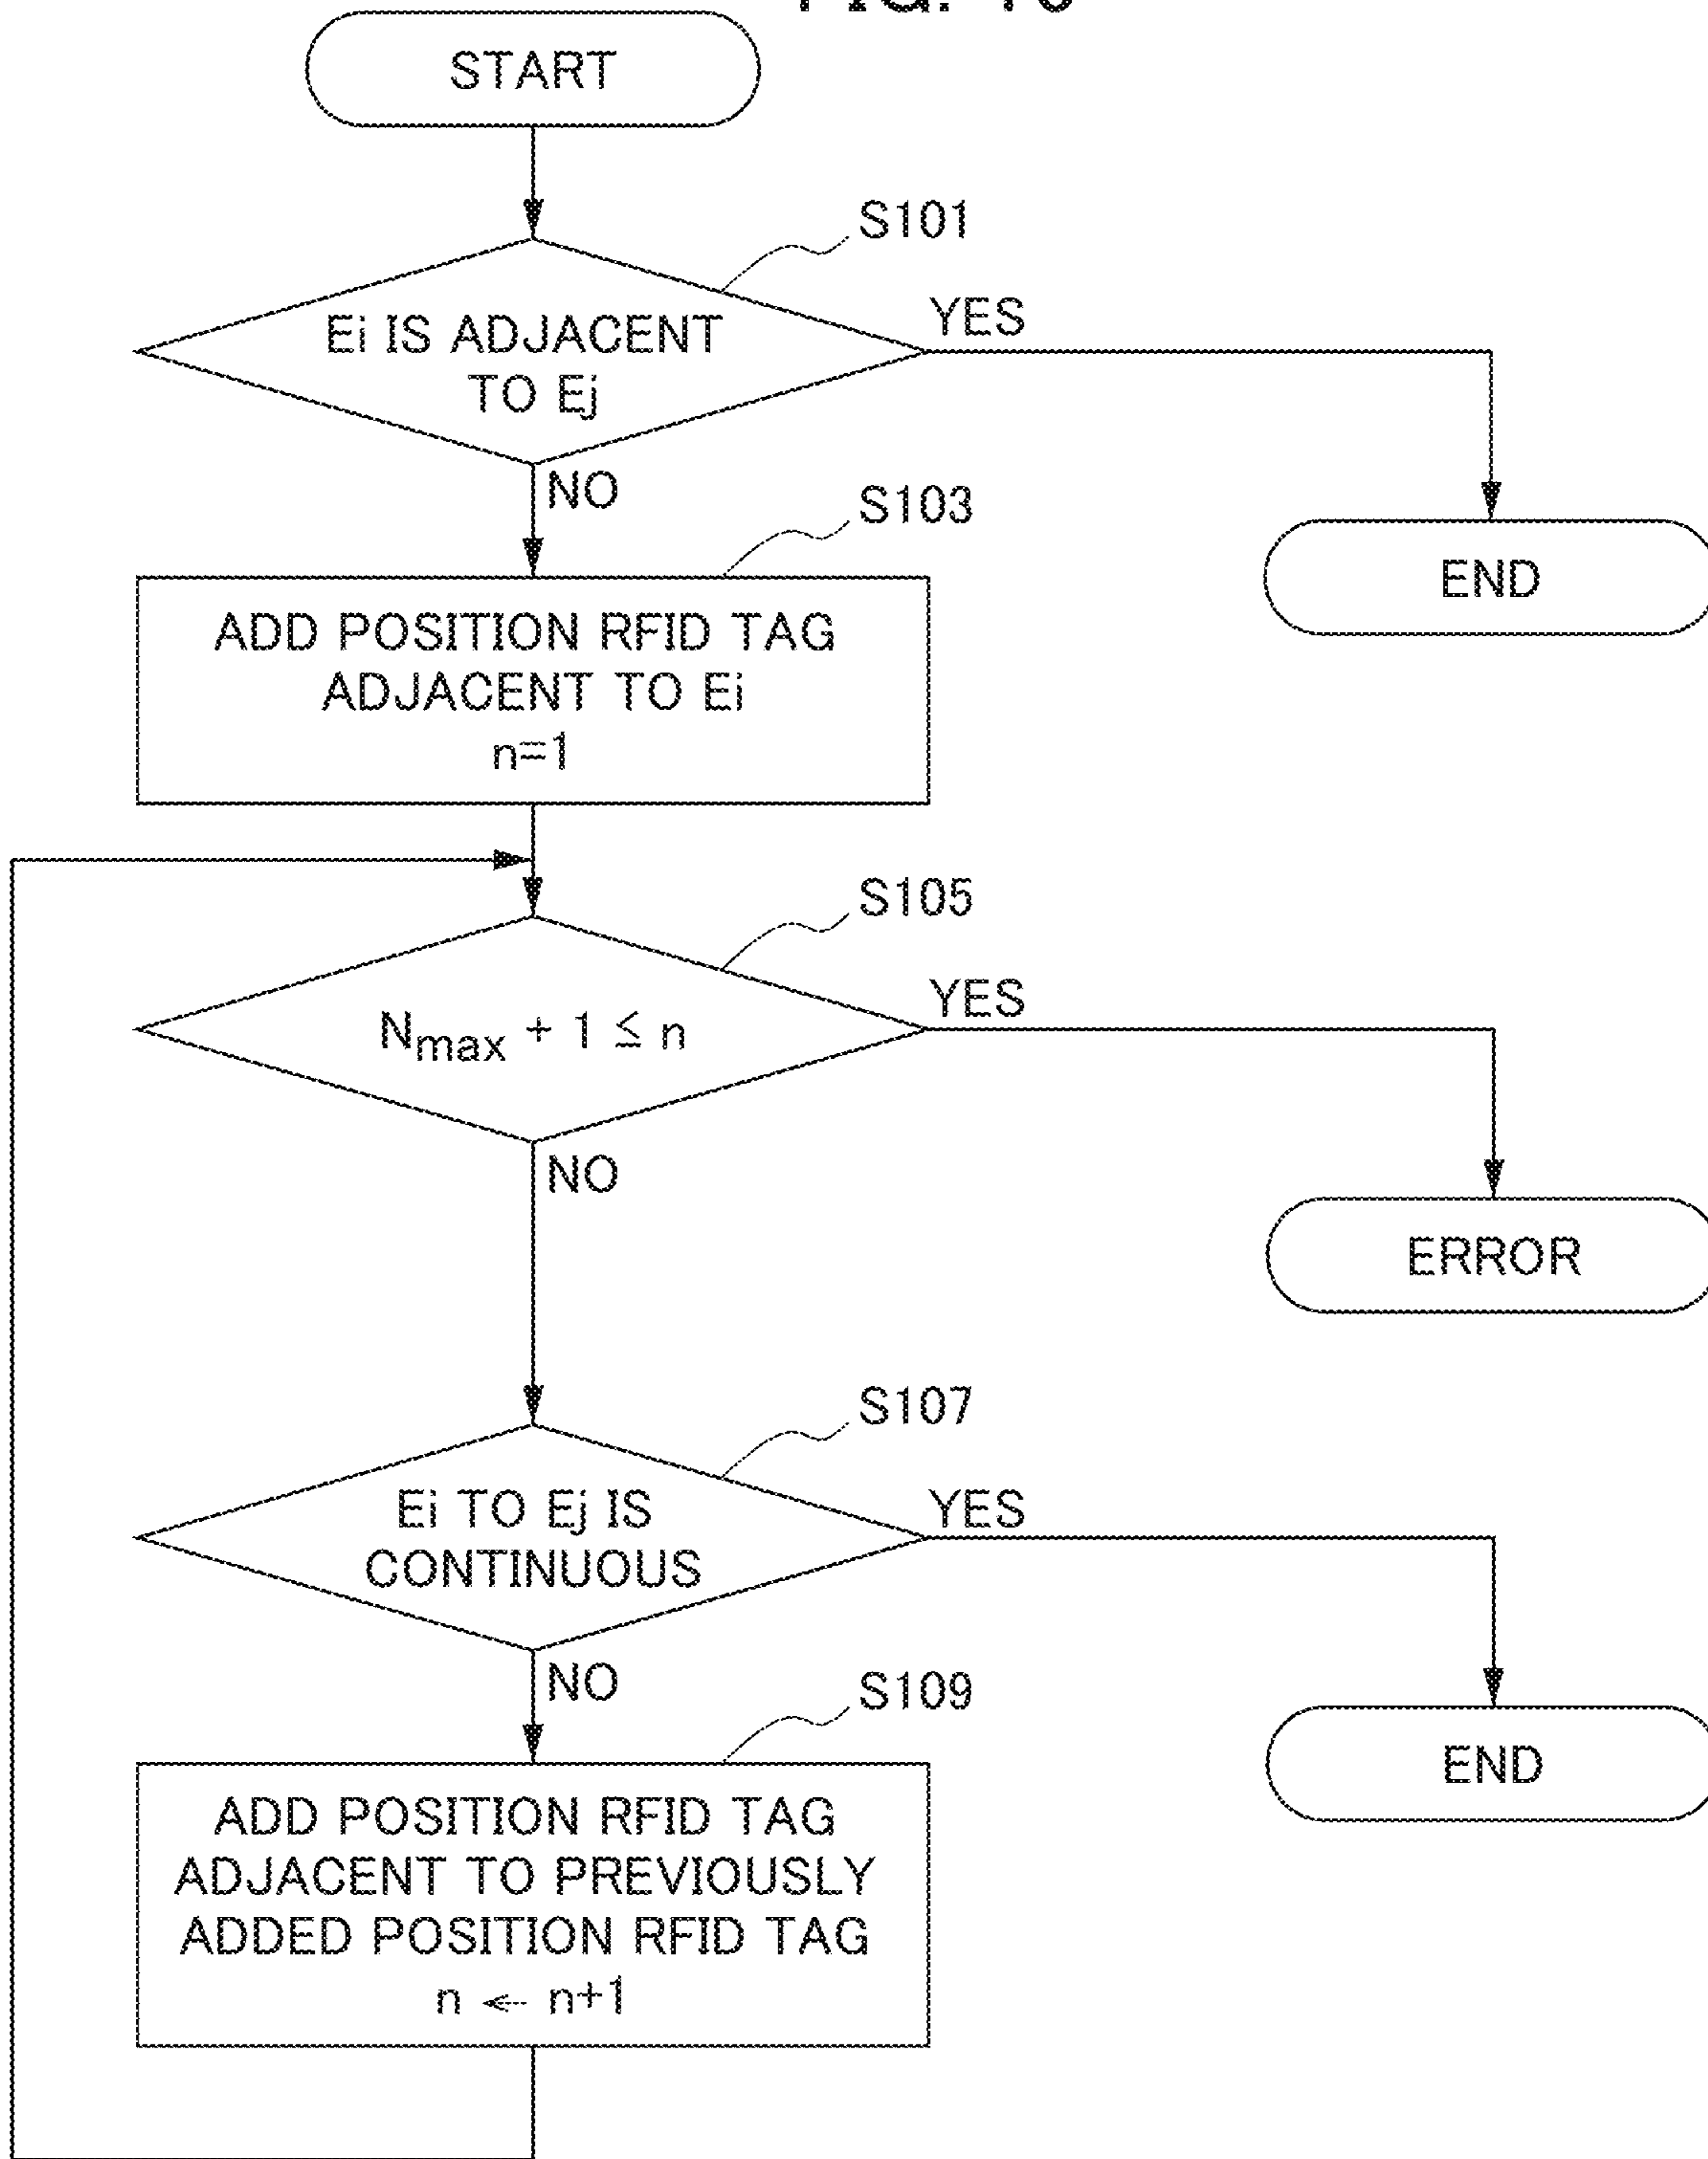 START
S101
Ei IS ADJACENT
TO Ej
YES
NO
END
S103
ADD POSITION RFID TAG
ADJACENT TO Ei
n=1
S105
Nmax + 1 ≦ n
YES
NO
ERROR
S107
Ei TO Ej IS
CONTINUOUS
YES
NO
END
S109
ADD POSITION RFID TAG
ADJACENT TO PREVIOUSLY
ADDED POSITION RFID TAG
n ← n+1